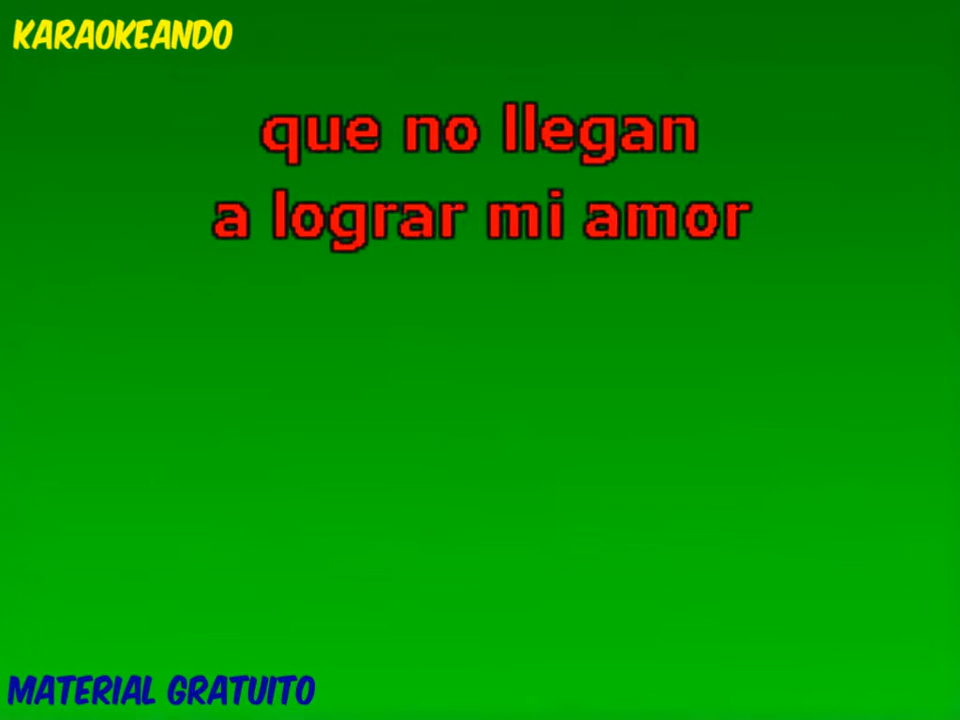 KARAOKEANDO
que no llegan
a lograr mi amor
MATERIAL GRATUITO